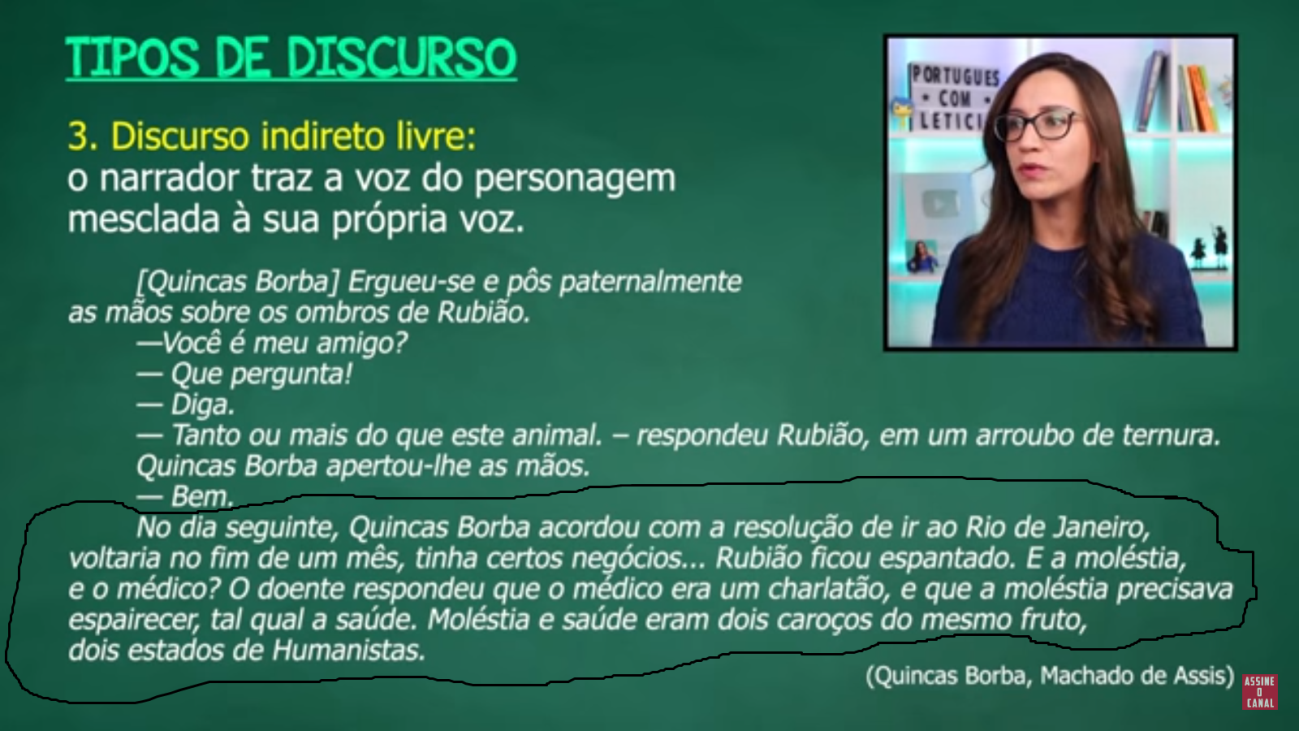 TIPOS DE DISCURSO
3. Discurso indireto livre:
o narrador traz a voz do personagem
mesclada à sua própria voz.
[Quincas Borba] Ergueu-se e pôs paternalmente
as mãos sobre os ombros de Rubião.
—Você é meu amigo?
— Que pergunta!
— Diga.
— Tanto ou mais do que este animal. – respondeu Rubião, em um arroubo de ternura.
Quincas Borba apertou-lhe as mãos.
— Bem.
No dia seguinte, Quincas Borba acordou com a resolução de ir ao Rio de Janeiro,
voltaria no fim de um mês, tinha certos negócios... Rubião ficou espantado. E a moléstia,
e o médico? O doente respondeu que o médico era um charlatão, e que a moléstia precisava
espairecer, tal qual a saúde. Moléstia e saúde eram dois caroços do mesmo fruto,
dois estados de Humanistas.
(Quincas Borba, Machado de Assis)
PORTUGUES
• COM •
LETICI
ASSINE
O
CANAL